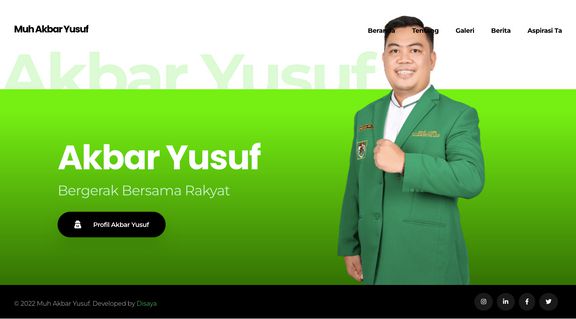 Muh Akbar Yusuf
Beranda Tentang Galeri Berita Aspirasi Ta
Akbar Yusuf
Akbar Yusuf
Bergerak Bersama Rakyat
Profil Akbar Yusuf
© 2022 Muh Akbar Yusuf. Developed by Disaya